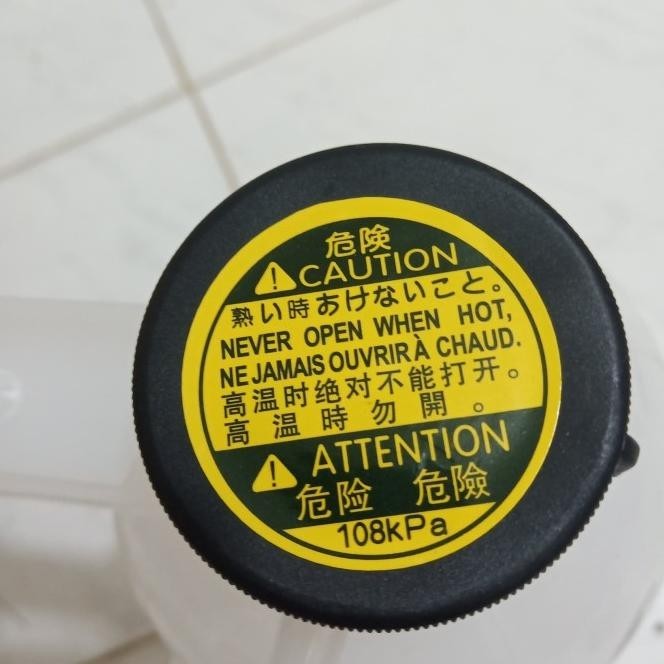 危険
⚠CAUTION
熱い時あけないこと。
NEVER OPEN WHEN HOT,
NE JAMAIS OUVRIR À CHAUD.
高温时绝对不能打开。
高温時勿開。
⚠ ATTENTION
危险 危險
108kPa